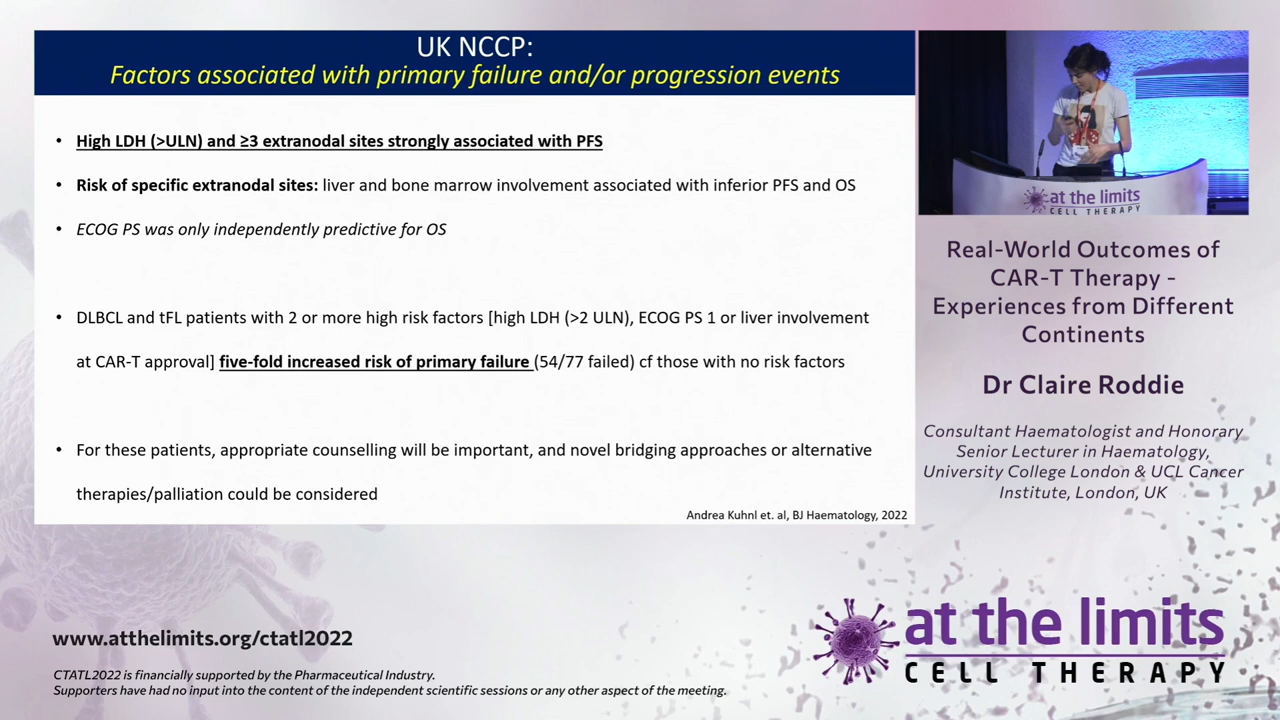 UK NCCP:
Factors associated with primary failure and/or progression events
• High LDH (>ULN) and ≥3 extranodal sites strongly associated with PFS
• Risk of specific extranodal sites: liver and bone marrow involvement associated with inferior PFS and OS
• ECOG PS was only independently predictive for OS
• DLBCL and tFL patients with 2 or more high risk factors [high LDH (>2 ULN), ECOG PS 1 or liver involvement
at CAR-T approval] five-fold increased risk of primary failure (54/77 failed) cf those with no risk factors
• For these patients, appropriate counselling will be important, and novel bridging approaches or alternative
therapies/palliation could be considered
Andrea Kuhnl et. al, BJ Haematology, 2022
at the limits
CELL THERAPY
Real-World Outcomes of
CAR-T Therapy -
Experiences from Different
Continents
Dr Claire Roddie
Consultant Haematologist and Honorary
Senior Lecturer in Haematology,
University College London & UCL Cancer
Institute, London, UK
www.atthelimits.org/ctatl2022
CTATL2022 is financially supported by the Pharmaceutical Industry.
Supporters have had no input into the content of the independent scientific sessions or any other aspect of the meeting.
at the limits
CELL THERAPY